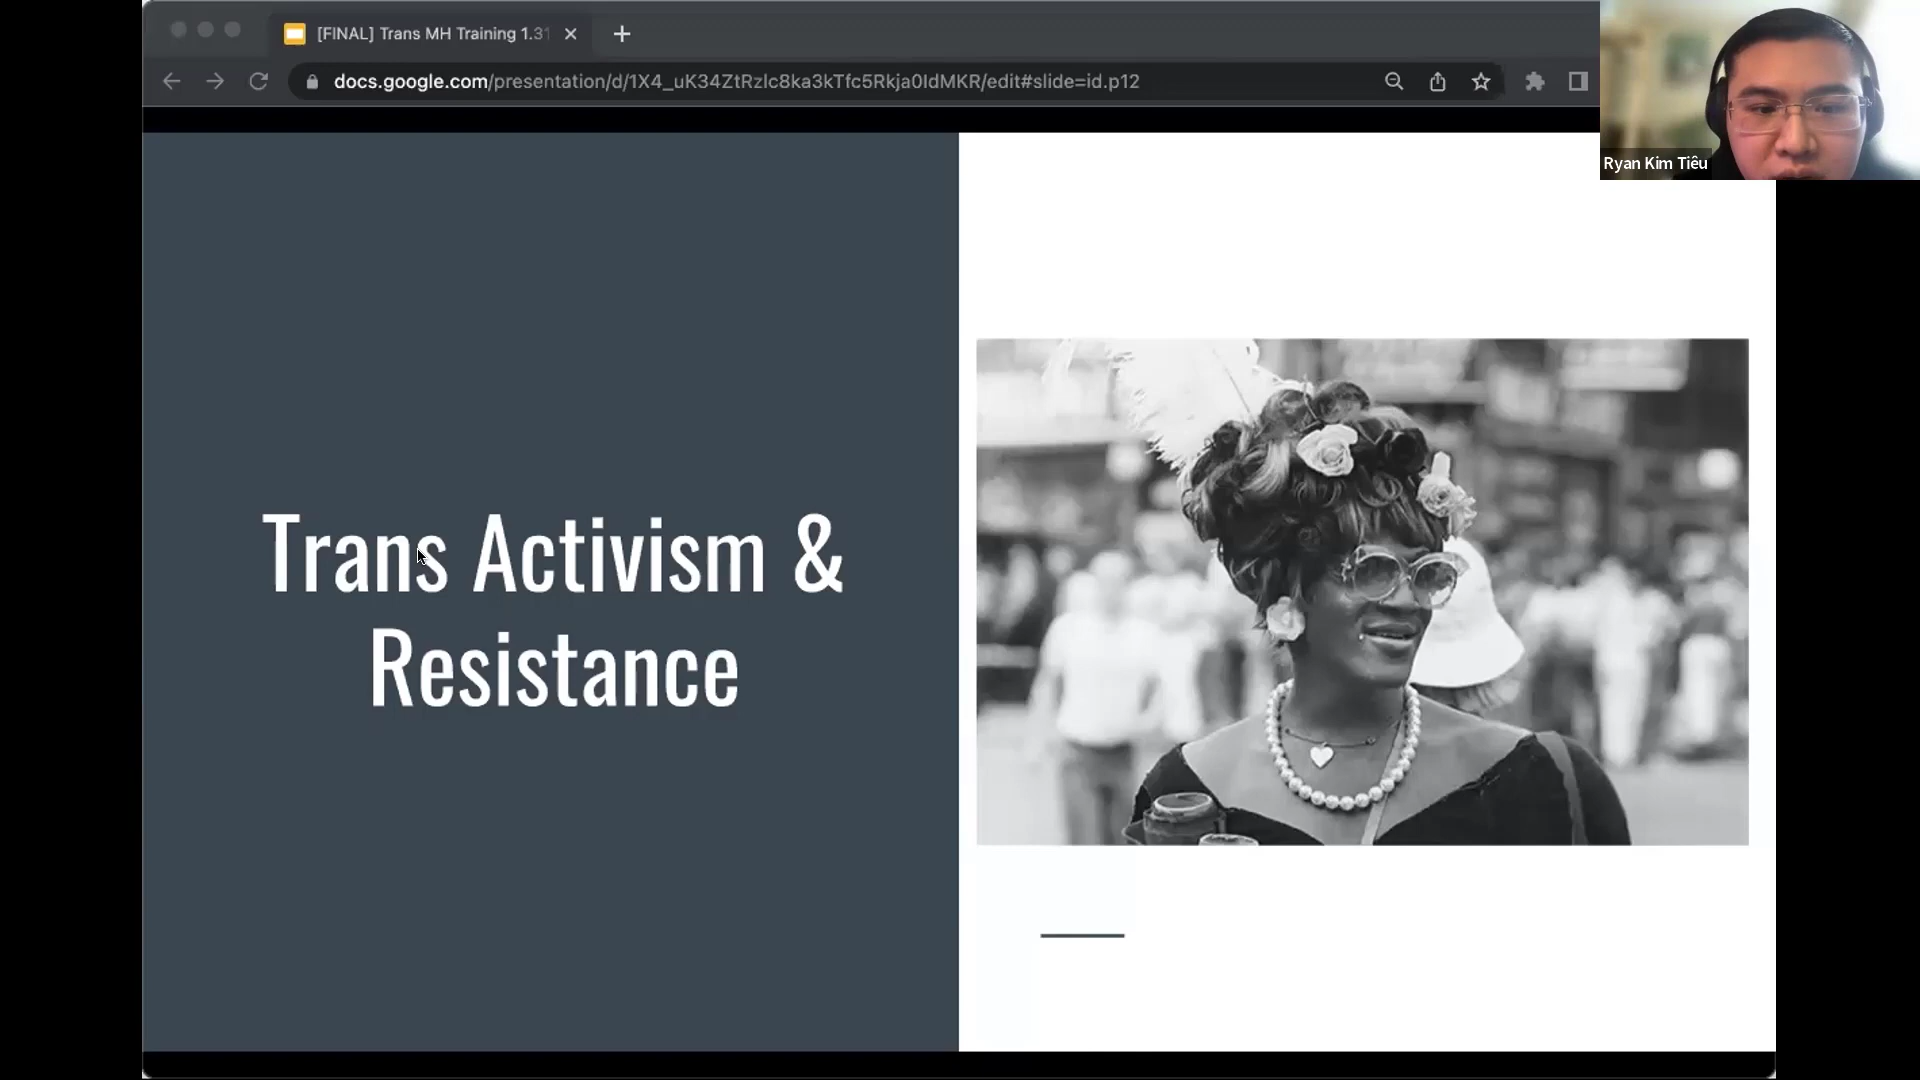 [FINAL] Trans MH Training 1.31
docs.google.com/presentation/d/1X4_uK34ZtRzlc8ka3kTfc5Rkja0IdMKR/edit#slide=id.p12
Ryan Kim Tiêu
Trans Activism &
Resistance